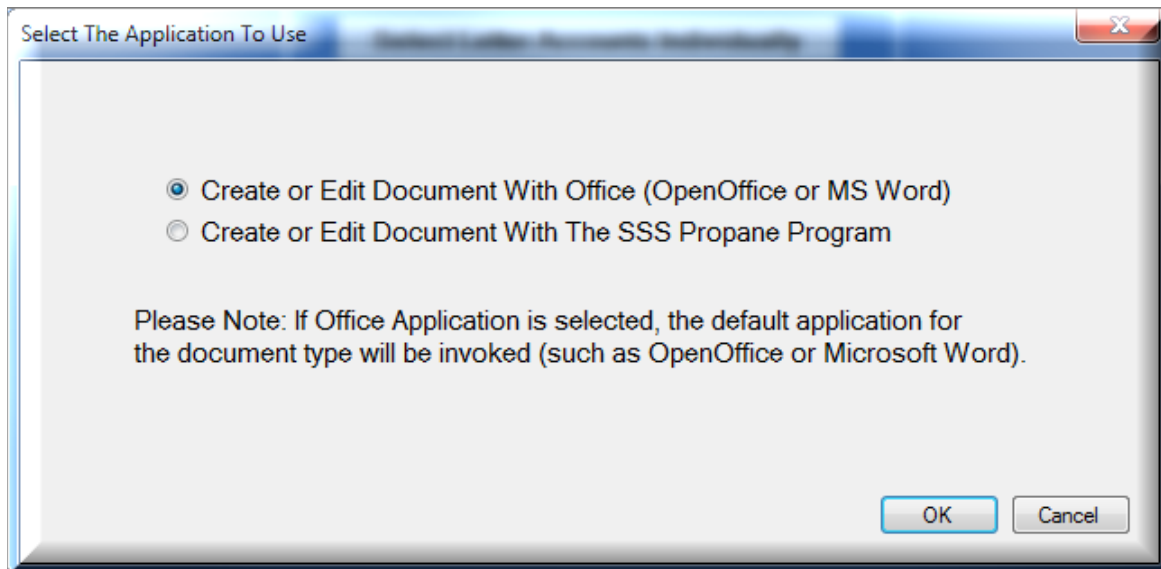 Select The Application To Use
Create or Edit Document With Office (OpenOffice or MS Word)
Create or Edit Document With The SSS Propane Program
Please Note: If Office Application is selected, the default application for
the document type will be invoked (such as OpenOffice or Microsoft Word).
OK Cancel